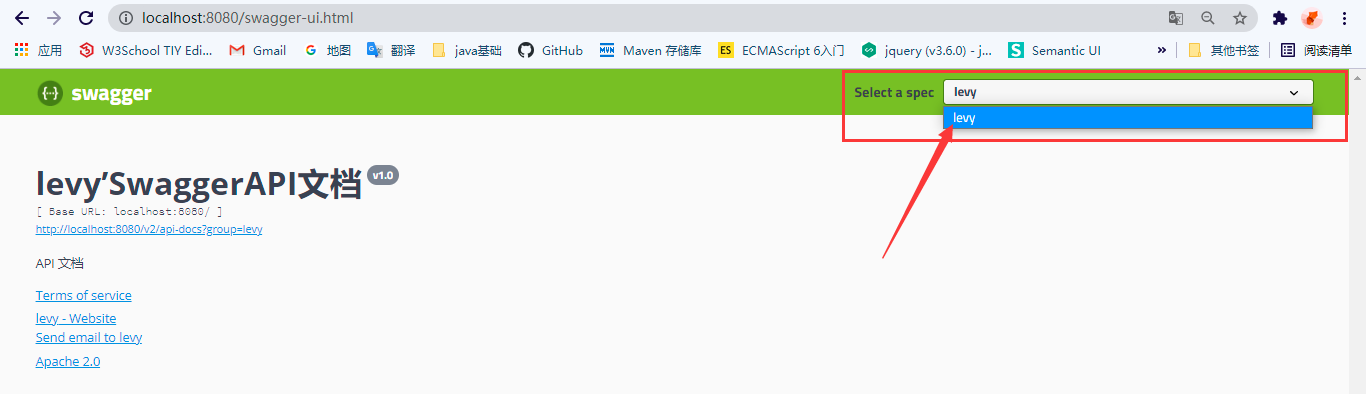 localhost:8080/swagger-ui.html
应用 W3School TIY Edi... Gmail 地图 翻译 java基础 GitHub Maven 存储库 ES ECMAScript 6入门 jquery (v3.6.0) - j... S Semantic UI » 其他书签 阅读清单
{··} swagger Select a spec levy
levy
levy’SwaggerAPI文档 v1.0
[ Base URL: localhost:8080/ ]
http://localhost:8080/v2/api-docs?group=levy
API 文档
Terms of service
levy - Website
Send email to levy
Apache 2.0